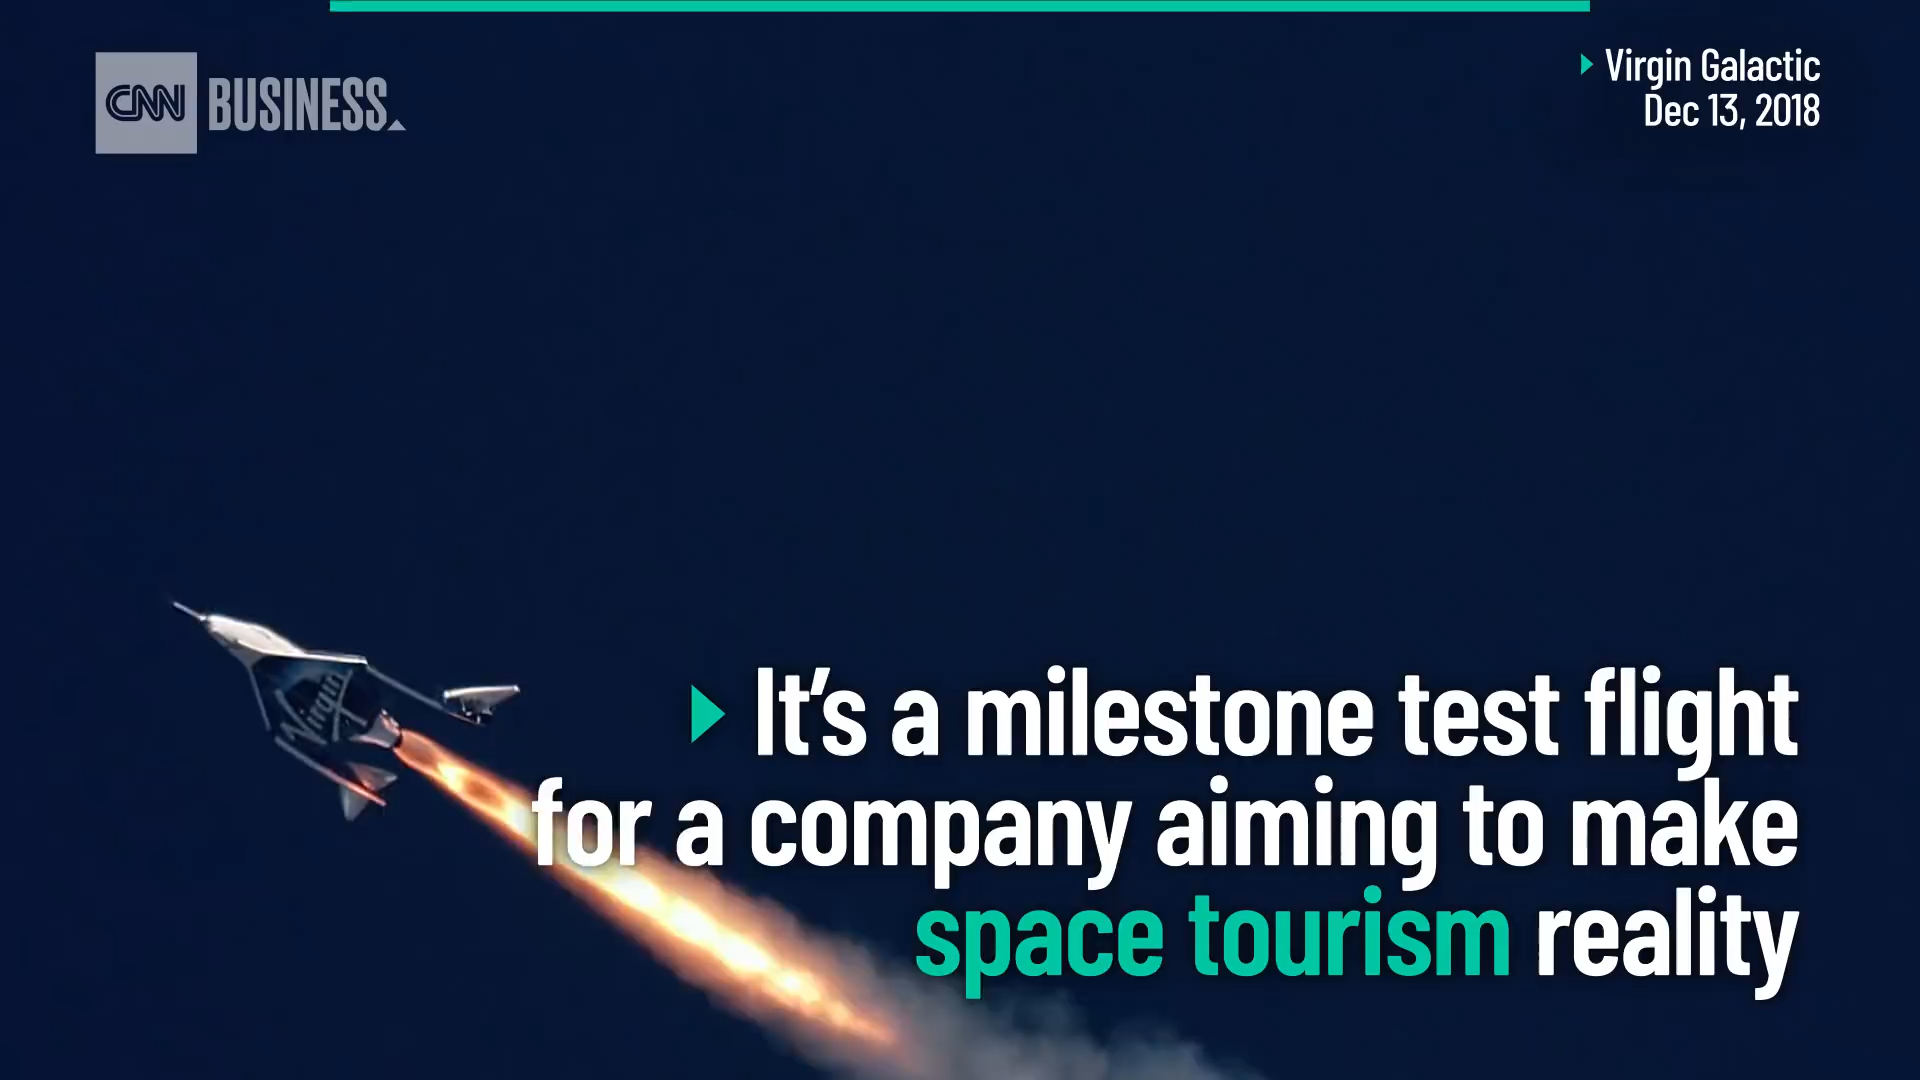 CNN BUSINESS
Virgin Galactic
Dec 13, 2018
Virgin
It’s a milestone test flight
for a company aiming to make
space tourism reality